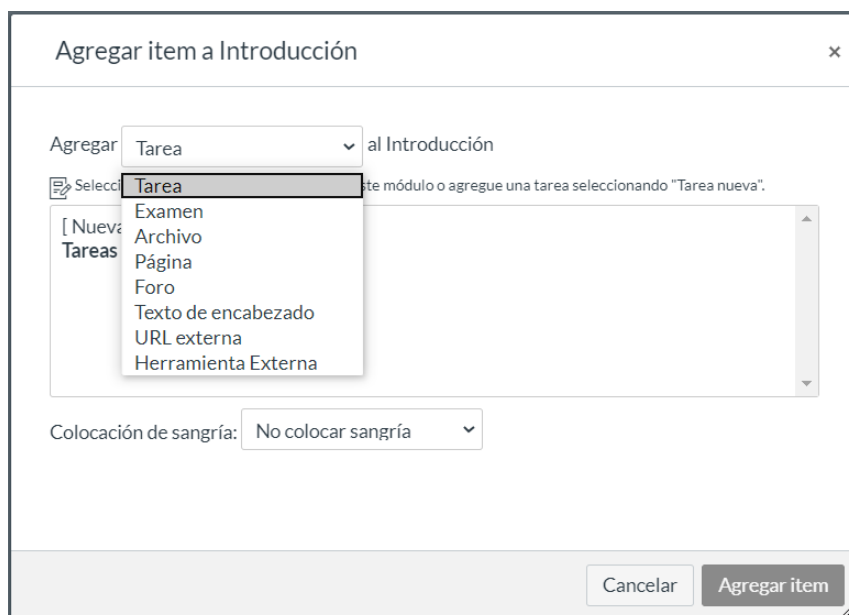 Agregar item a Introducción ×
Agregar Tarea al Introducción
Selecci ste módulo o agregue una tarea seleccionando "Tarea nueva".
[ Nueva
Tareas
Tarea
Examen
Archivo
Página
Foro
Texto de encabezado
URL externa
Herramienta Externa
Colocación de sangría: No colocar sangría
Cancelar Agregar item